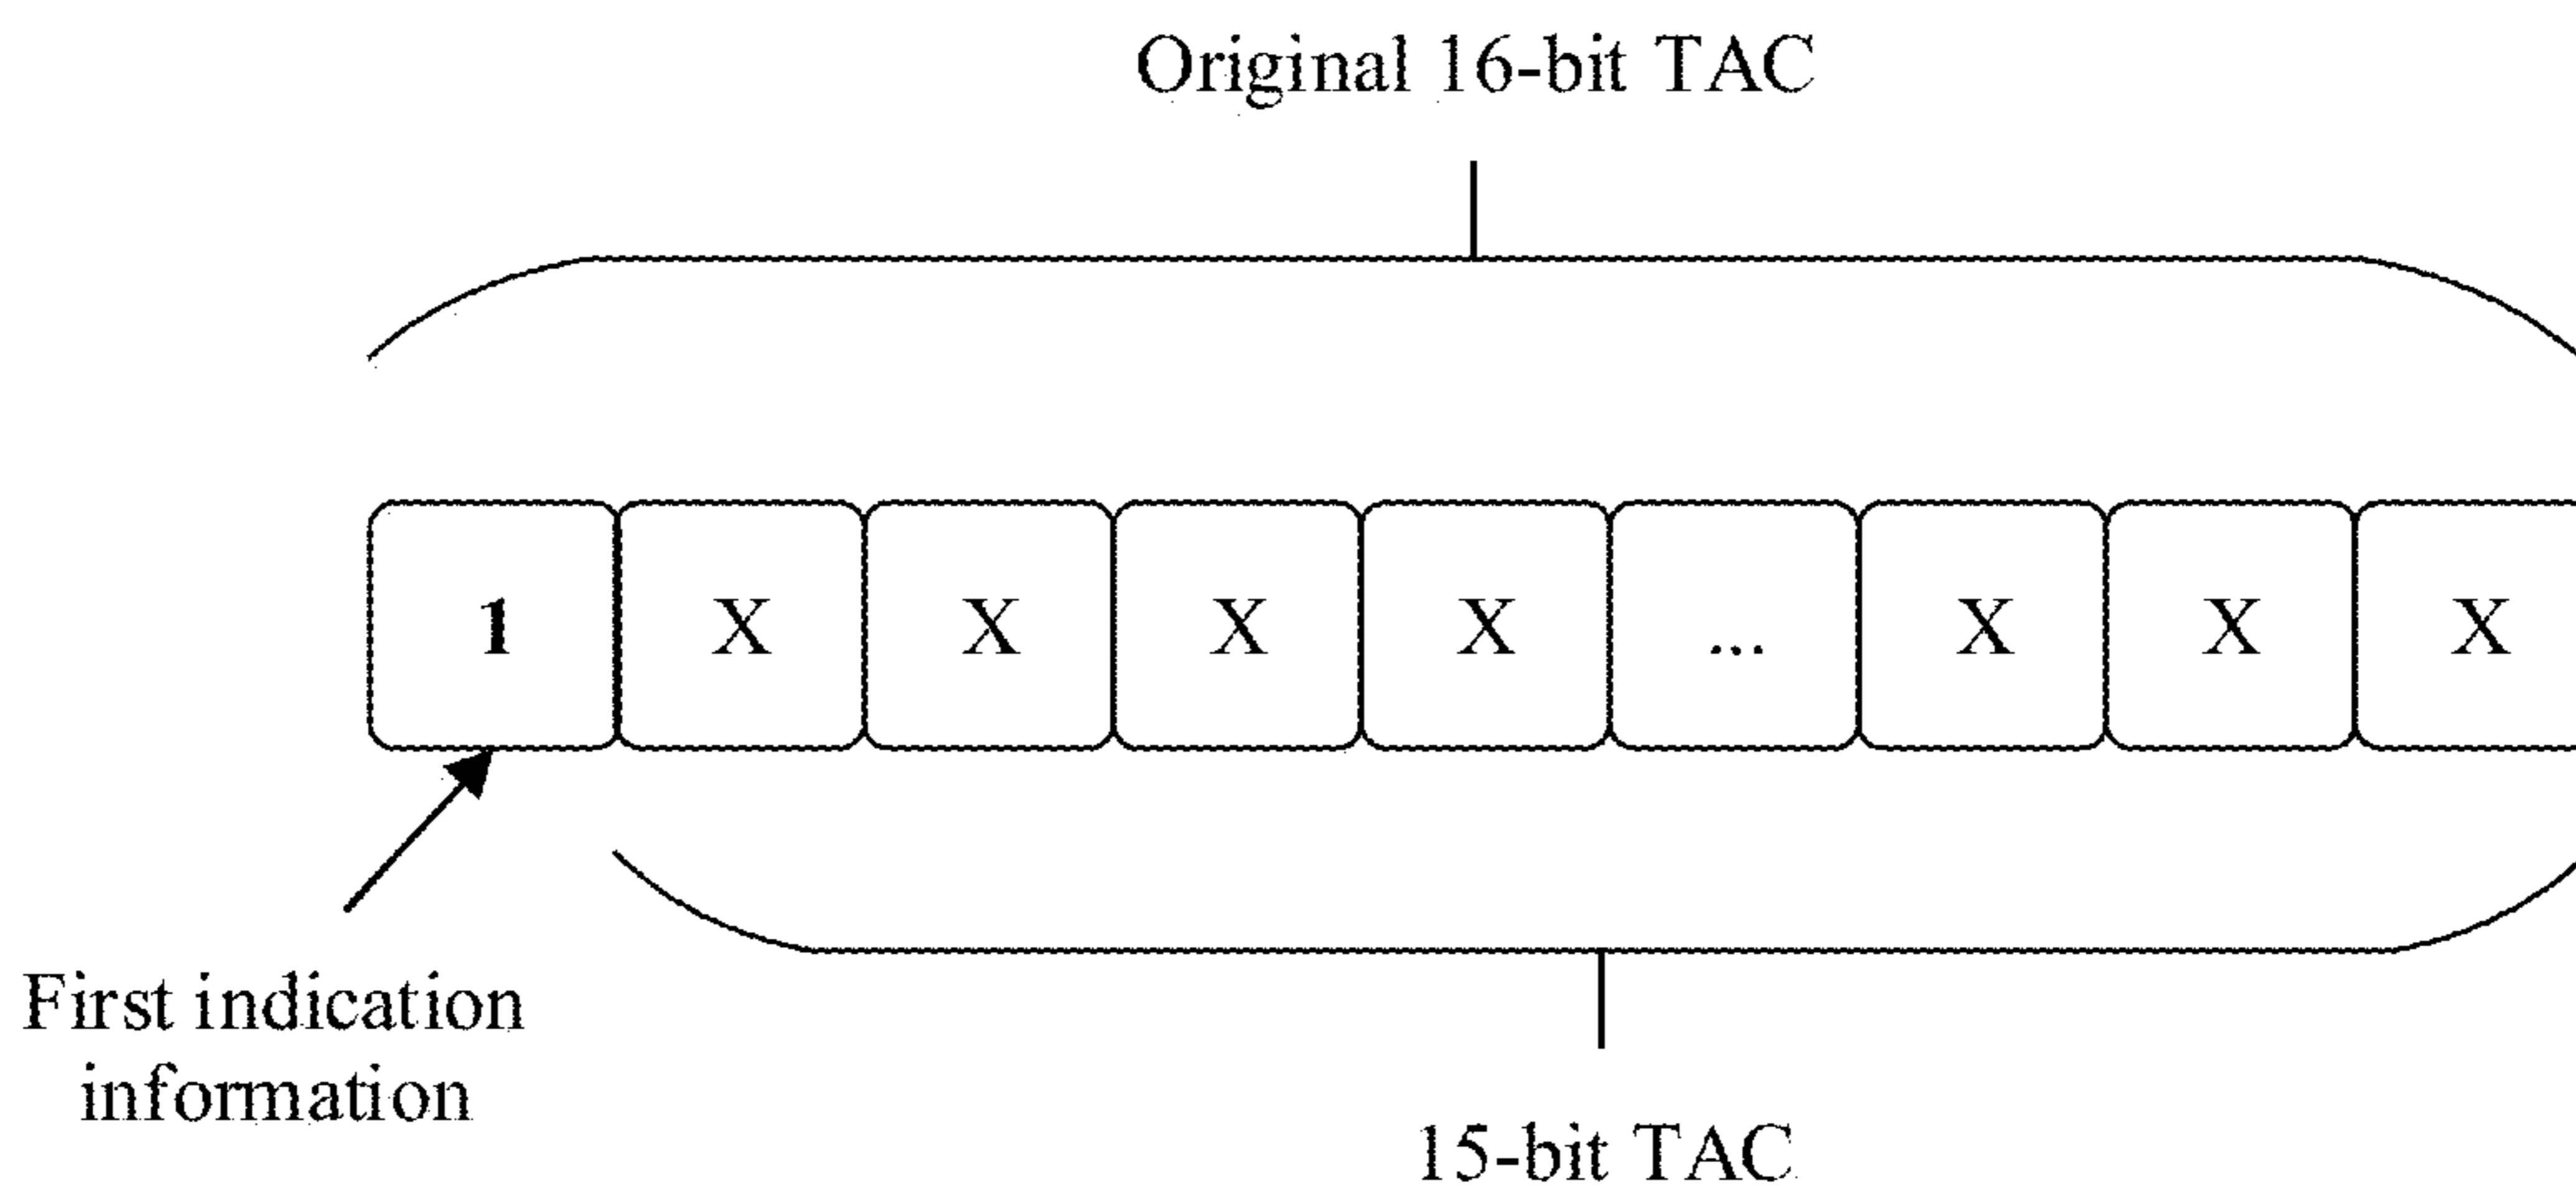 Original 16-bit TAC
1 X X X X ... X X X
First indication
information
15-bit TAC